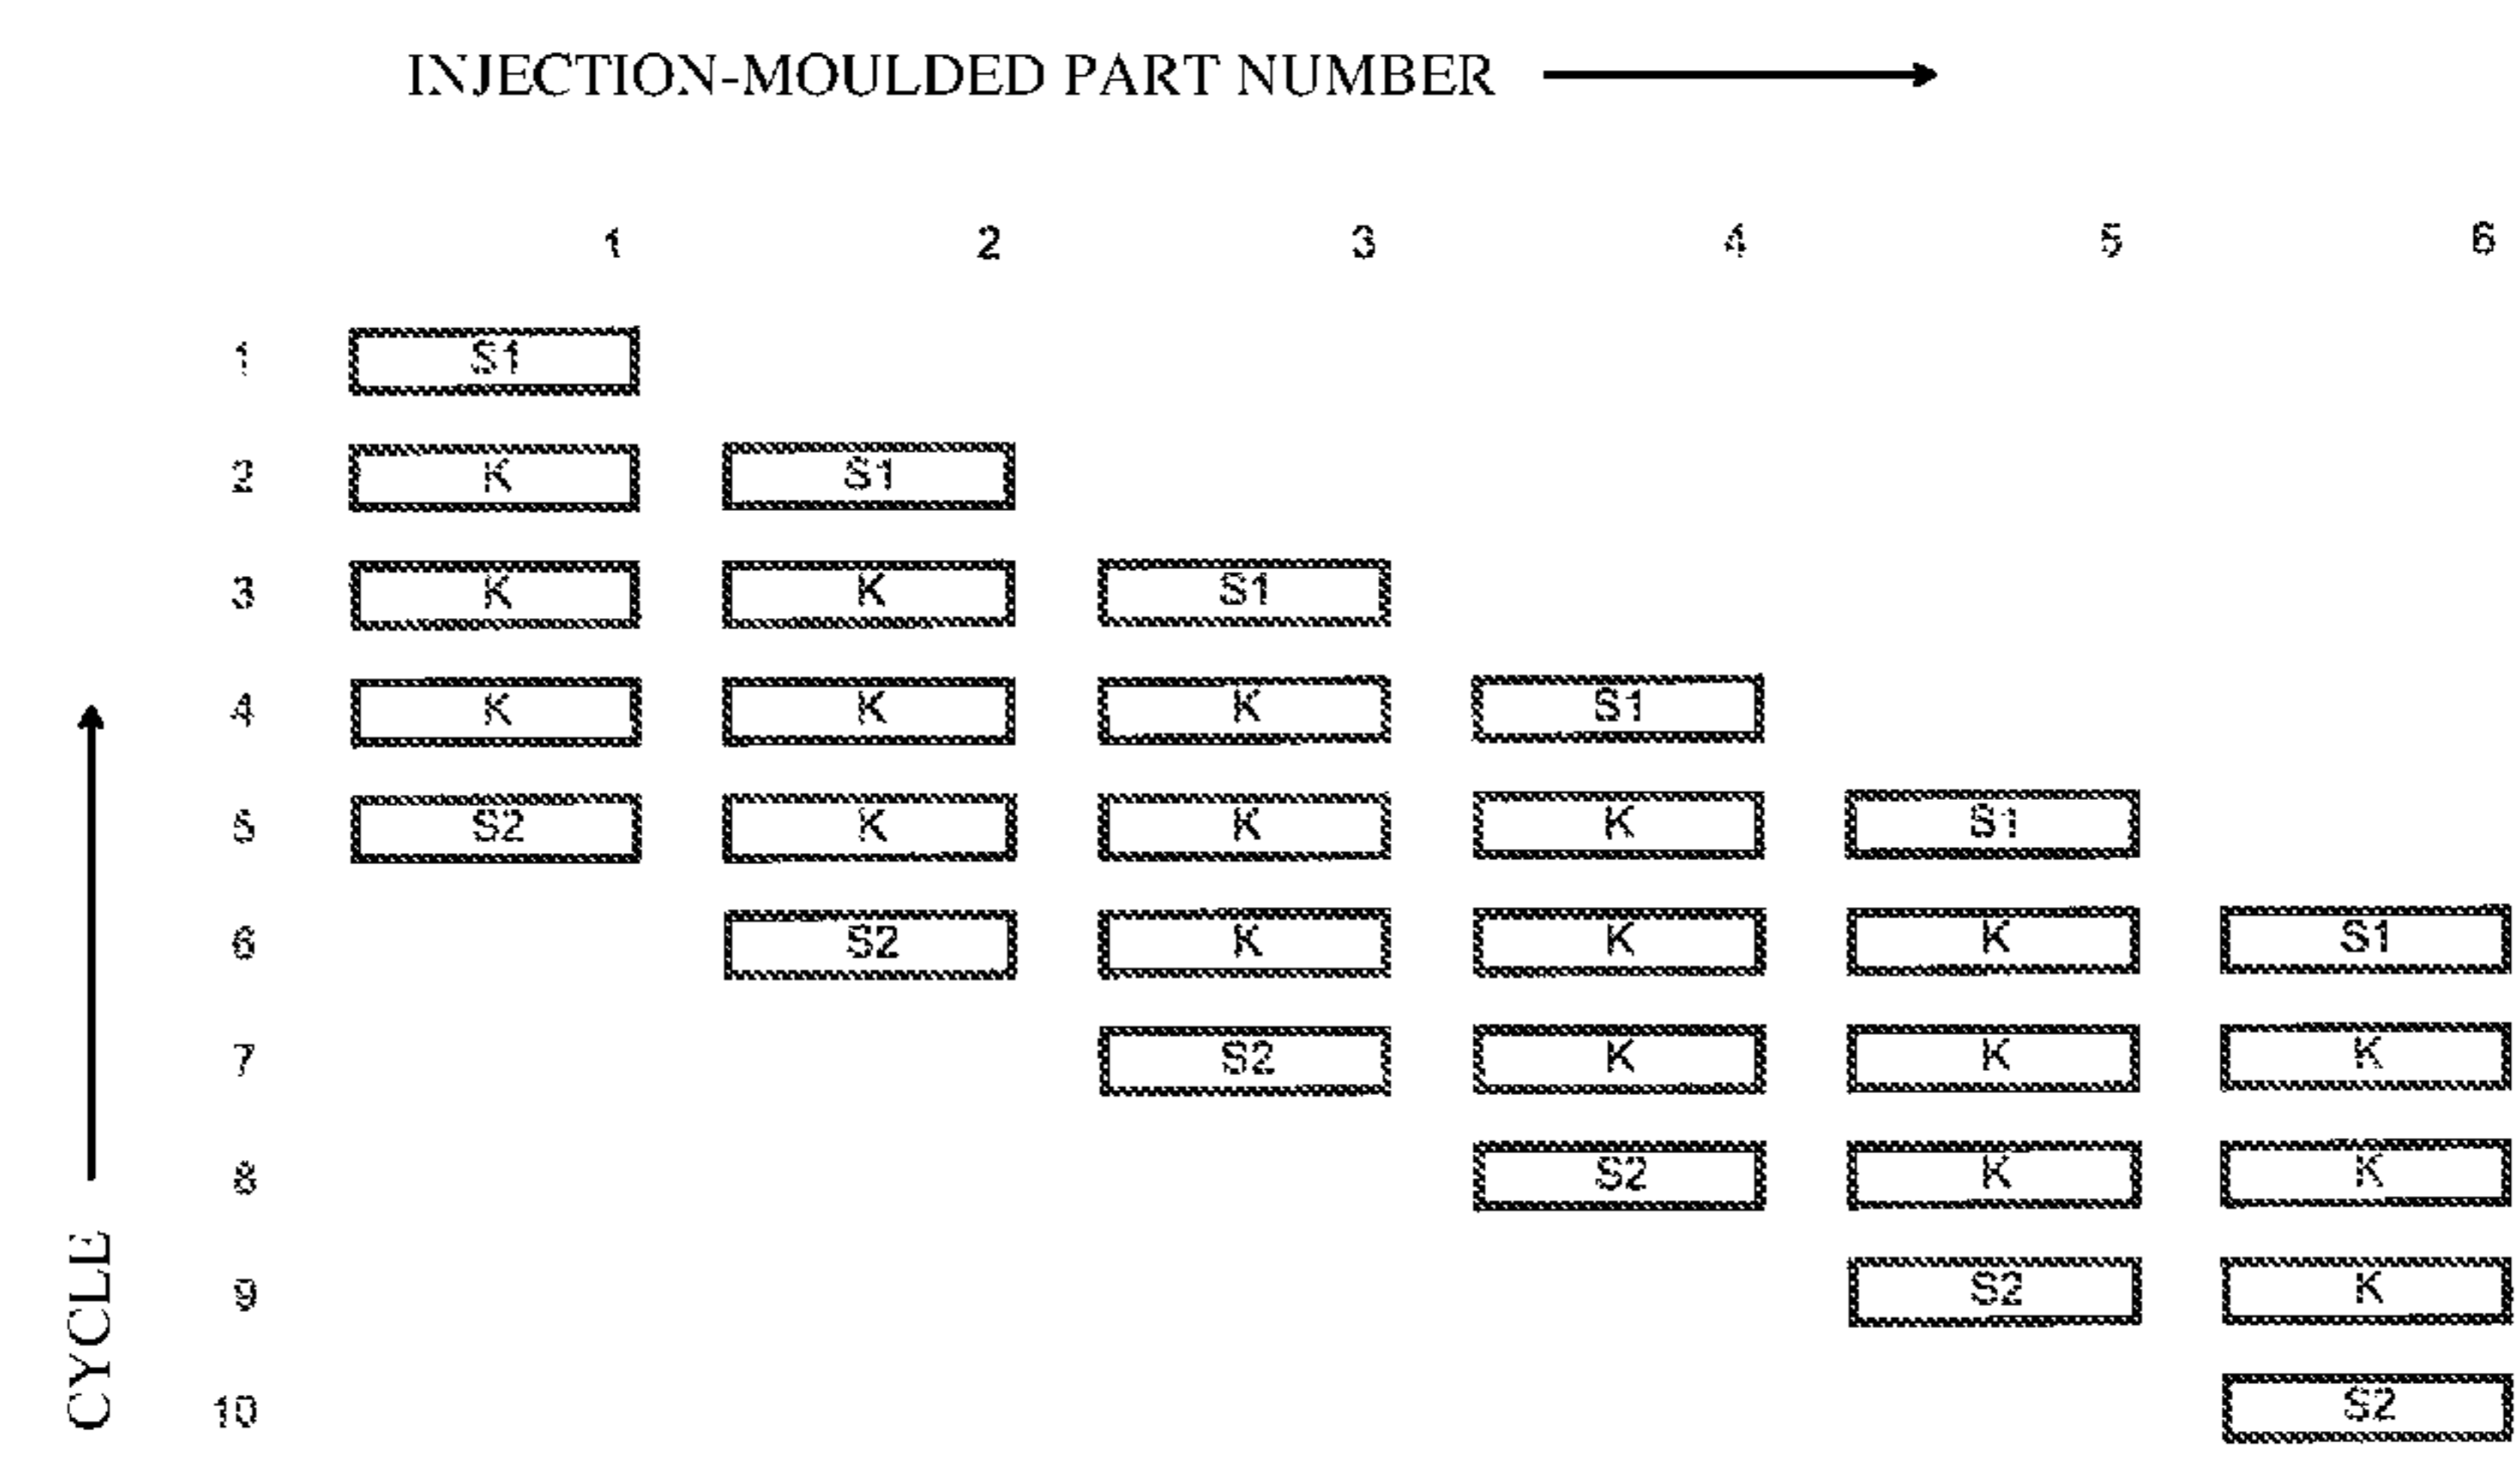 INJECTION-MOULDED PART NUMBER
1 2 3 4 5 6
1 S1
2 K S1
3 K K S1
4 K K K S1
5 S2 K K K S1
6 S2 K K K S1
7 S2 K K K
8 S2 K K
9 S2 K
10 S2
CYCLE